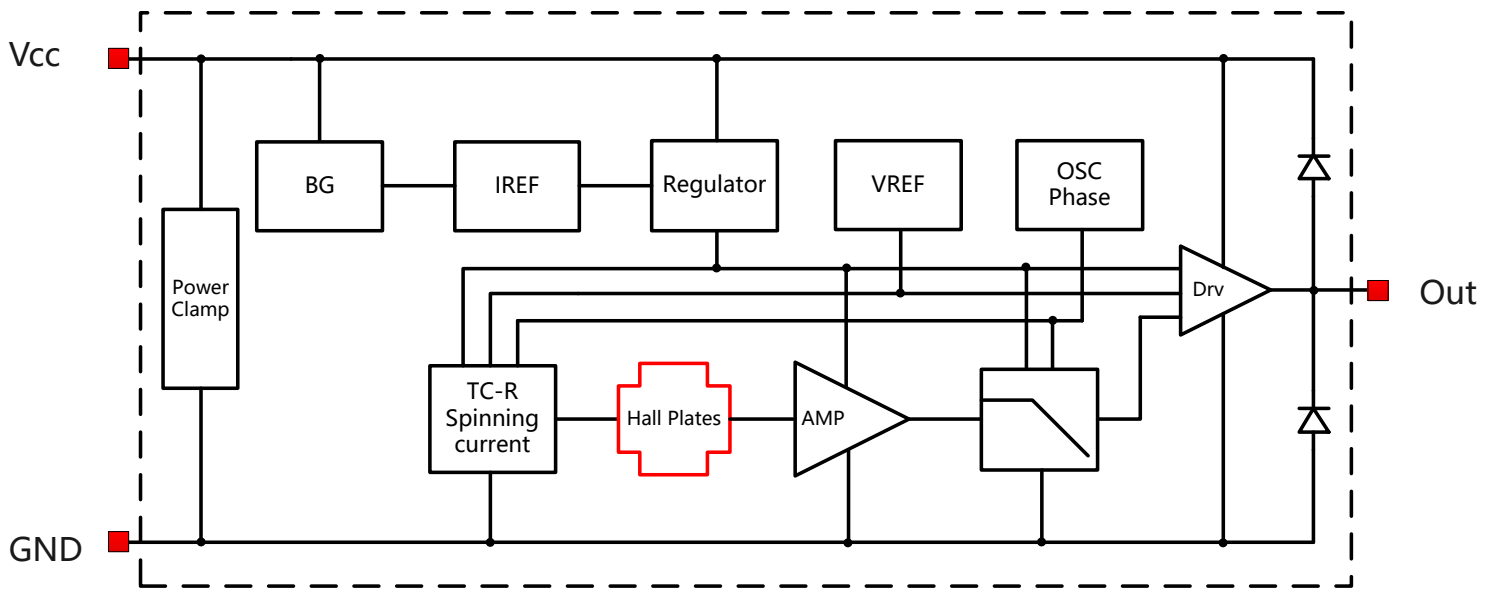 Vcc
BG
IREF
Regulator
VREF
OSC
Phase
Power
Clamp
Drv
Out
TC-R
Spinning
current
Hall Plates
AMP
GND